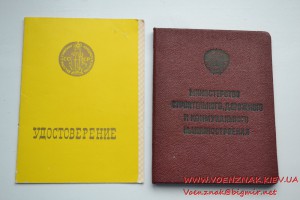 УДОСТОВЕРЕНИЕ
МИНИСТЕРСТВО
СТРОИТЕЛЬНОГО, ДОРОЖНОГО
И КОММУНАЛЬНОГО
МАШИНОСТРОЕНИЯ
WWW.VOENZNAK.KIEV.UA
Voenznak@bigmir.net